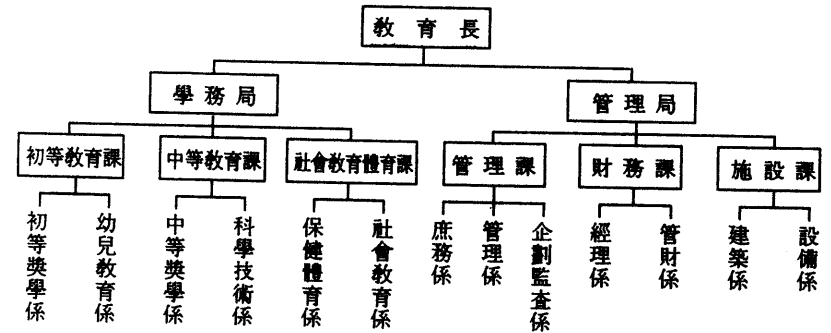 教育長
學務局
管理局
初等教育課
中等教育課
社會教育體育課
管理課
財務課
施設課
初等奬學係
幼兒教育係
中等奬學係
科學技術係
保健體育係
社會教育係
庶務係
管理係
企劃監査係
經理係
管財係
建築係
設備係